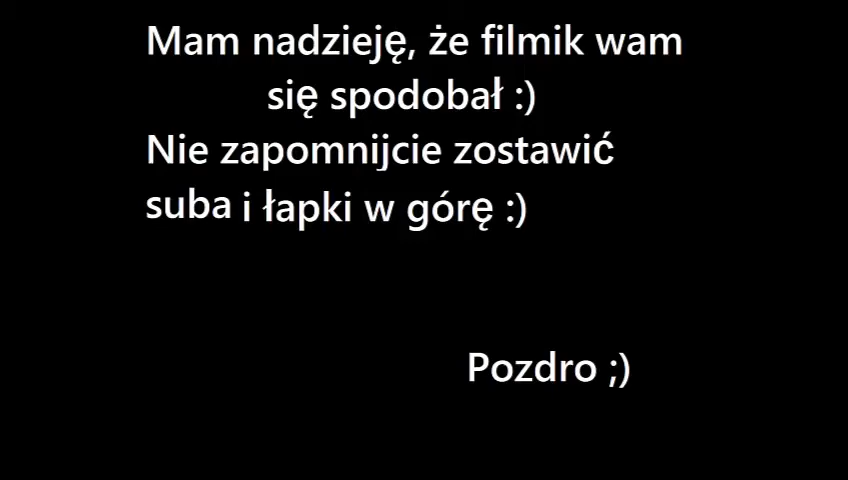 Mam nadzieję, że filmik wam
się spodobał :)
Nie zapomnijcie zostawić
suba i łapki w górę :)
Pozdro ;)